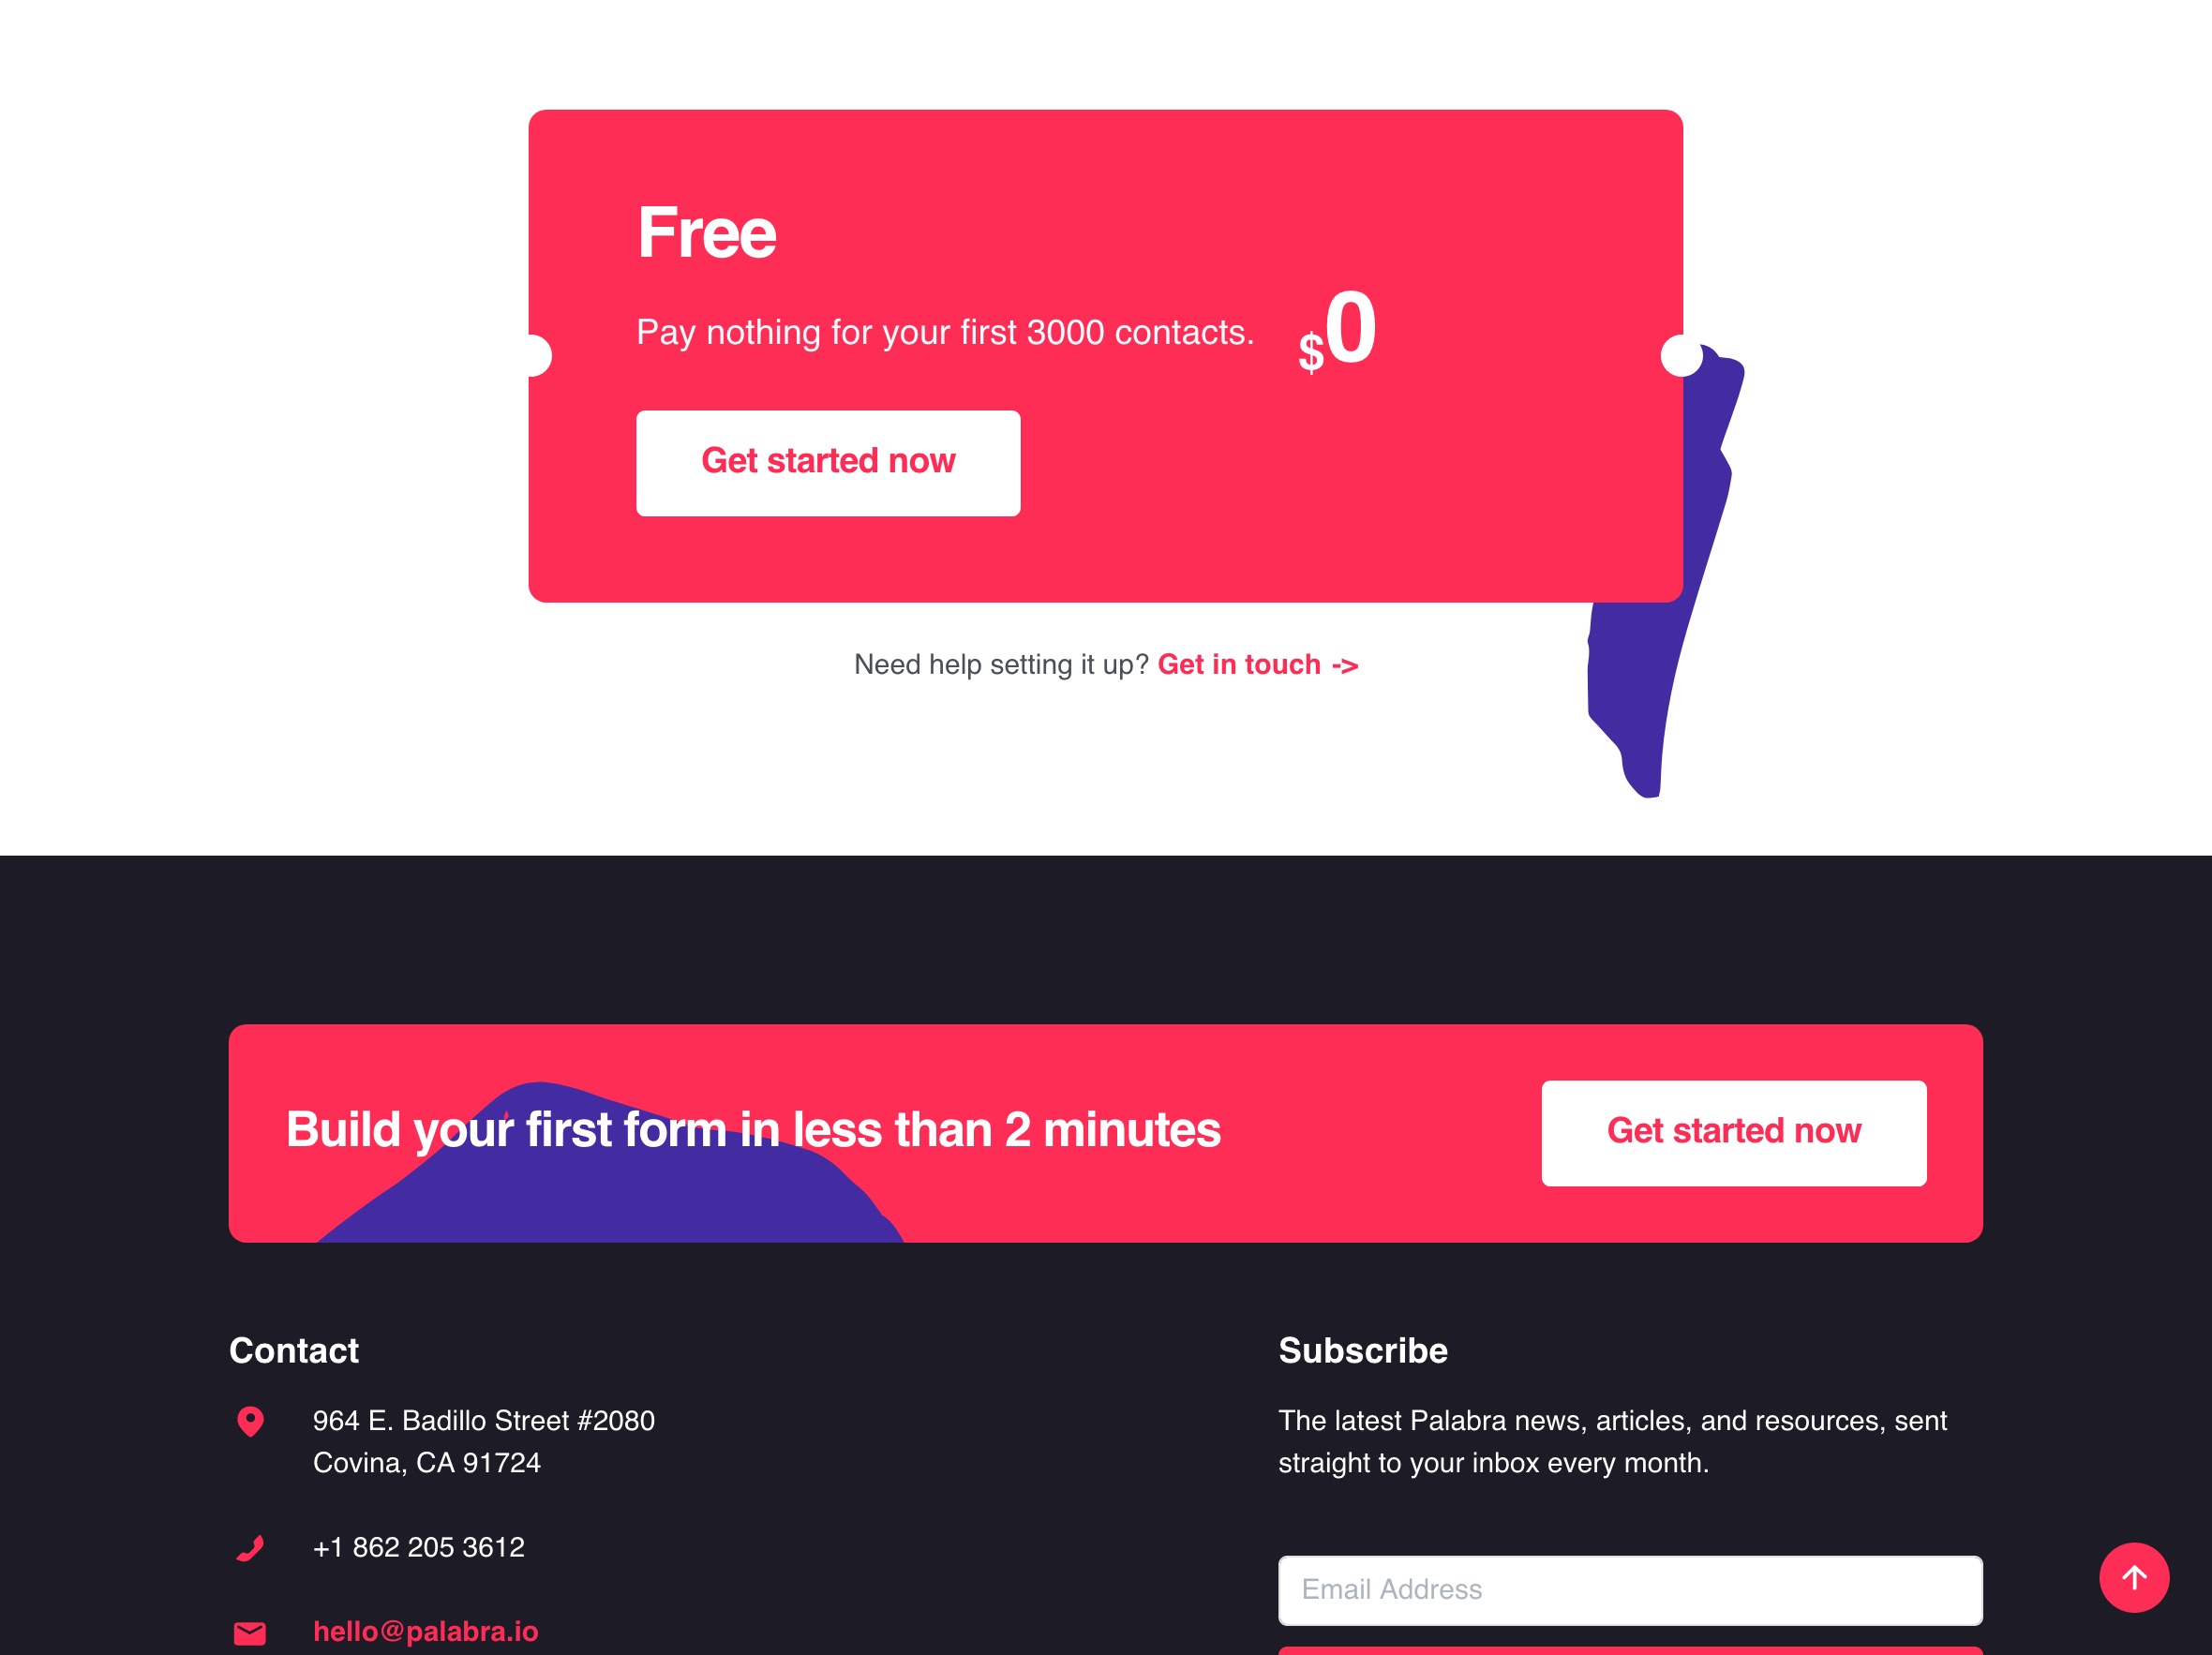 Free
Pay nothing for your first 3000 contacts.
$0
Get started now
Need help setting it up? Get in touch ->
Build your first form in less than 2 minutes
Get started now
Contact
964 E. Badillo Street #2080
Covina, CA 91724
+1 862 205 3612
hello@palabra.io
Subscribe
The latest Palabra news, articles, and resources, sent
straight to your inbox every month.
Email Address